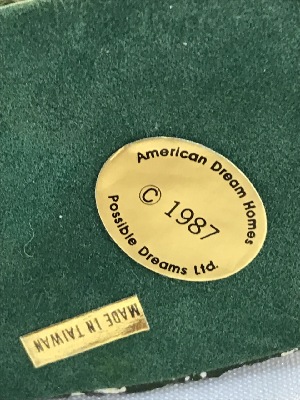 American Dream Homes
© 1987
Possible Dreams Ltd.
MADE IN TAIWAN